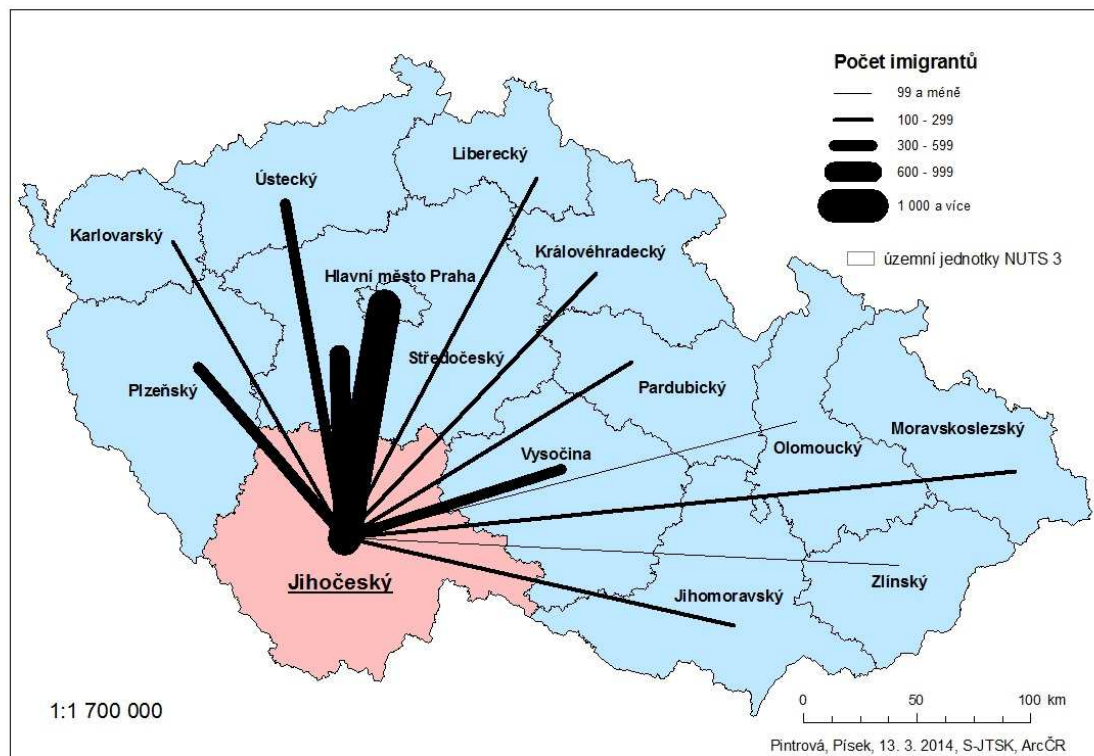 Počet imigrantů
99 a méně
100 - 299
300 - 599
600 - 999
1 000 a více
územní jednotky NUTS 3
Liberecký
Ústecký
Karlovarský
Královéhradecký
Hlavní město Praha
Středočeský
Plzeňský
Pardubický
Moravskoslezský
Olomoucký
Vysočina
Jihočeský
Zlínský
Jihomoravský
1:1 700 000
0 50 100 km
Pintrová, Písek, 13. 3. 2014, S-JTSK, ArcČR